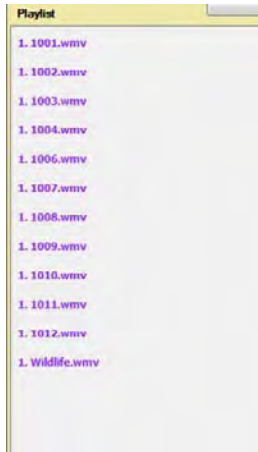 Playlist
1. 1001.wmv
1. 1002.wmv
1. 1003.wmv
1. 1004.wmv
1. 1006.wmv
1. 1007.wmv
1. 1008.wmv
1. 1009.wmv
1. 1010.wmv
1. 1011.wmv
1. 1012.wmv
1. Wildlife.wmv